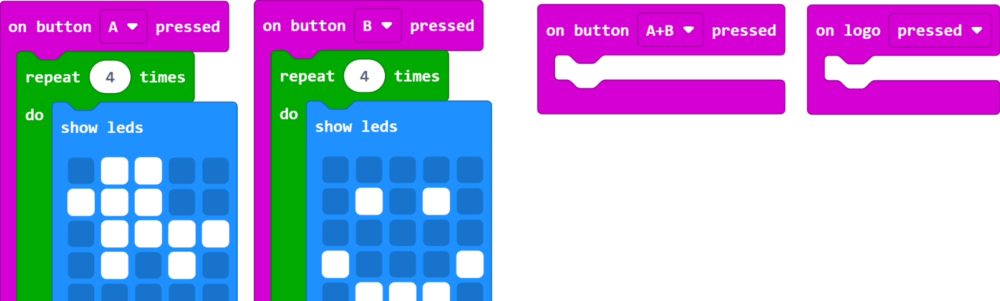 on button A pressed
repeat 4 times
do
show leds
on button B pressed
repeat 4 times
do
show leds
on button A+B pressed
on logo pressed